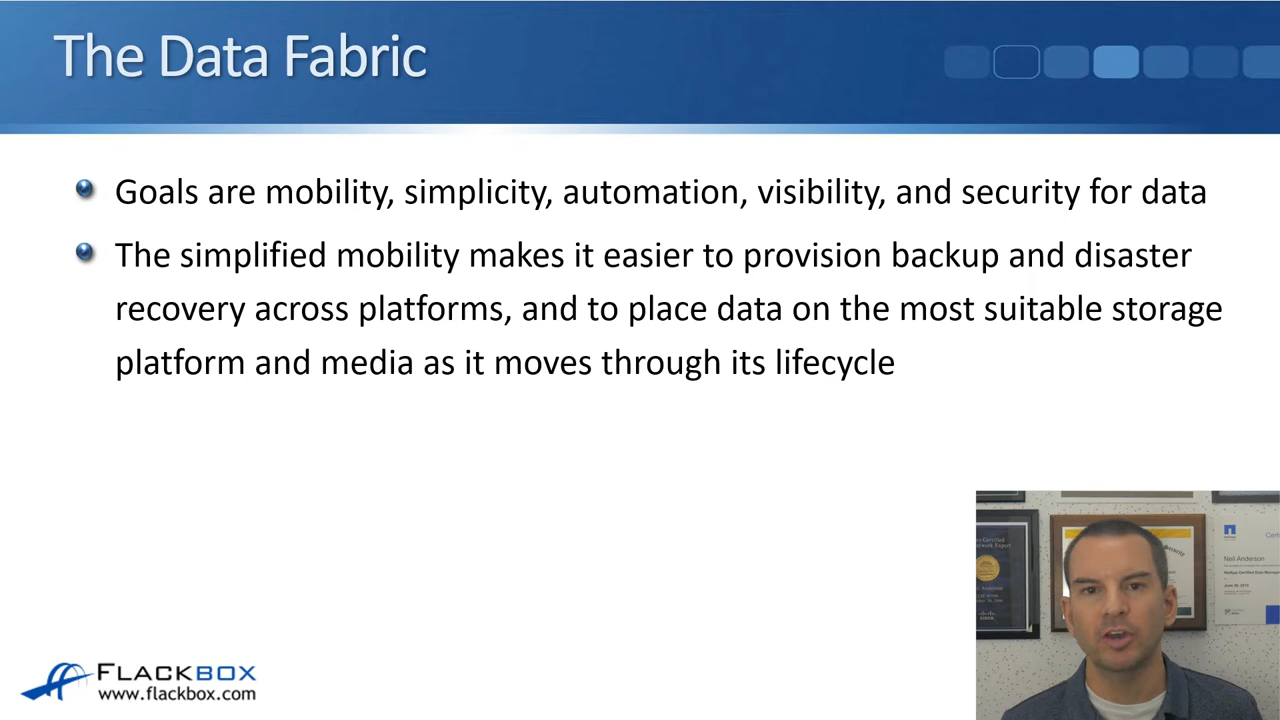 The Data Fabric
Goals are mobility, simplicity, automation, visibility, and security for data
The simplified mobility makes it easier to provision backup and disaster
recovery across platforms, and to place data on the most suitable storage
platform and media as it moves through its lifecycle
FLACKBOX
www.flackbox.com
Neil Anderson